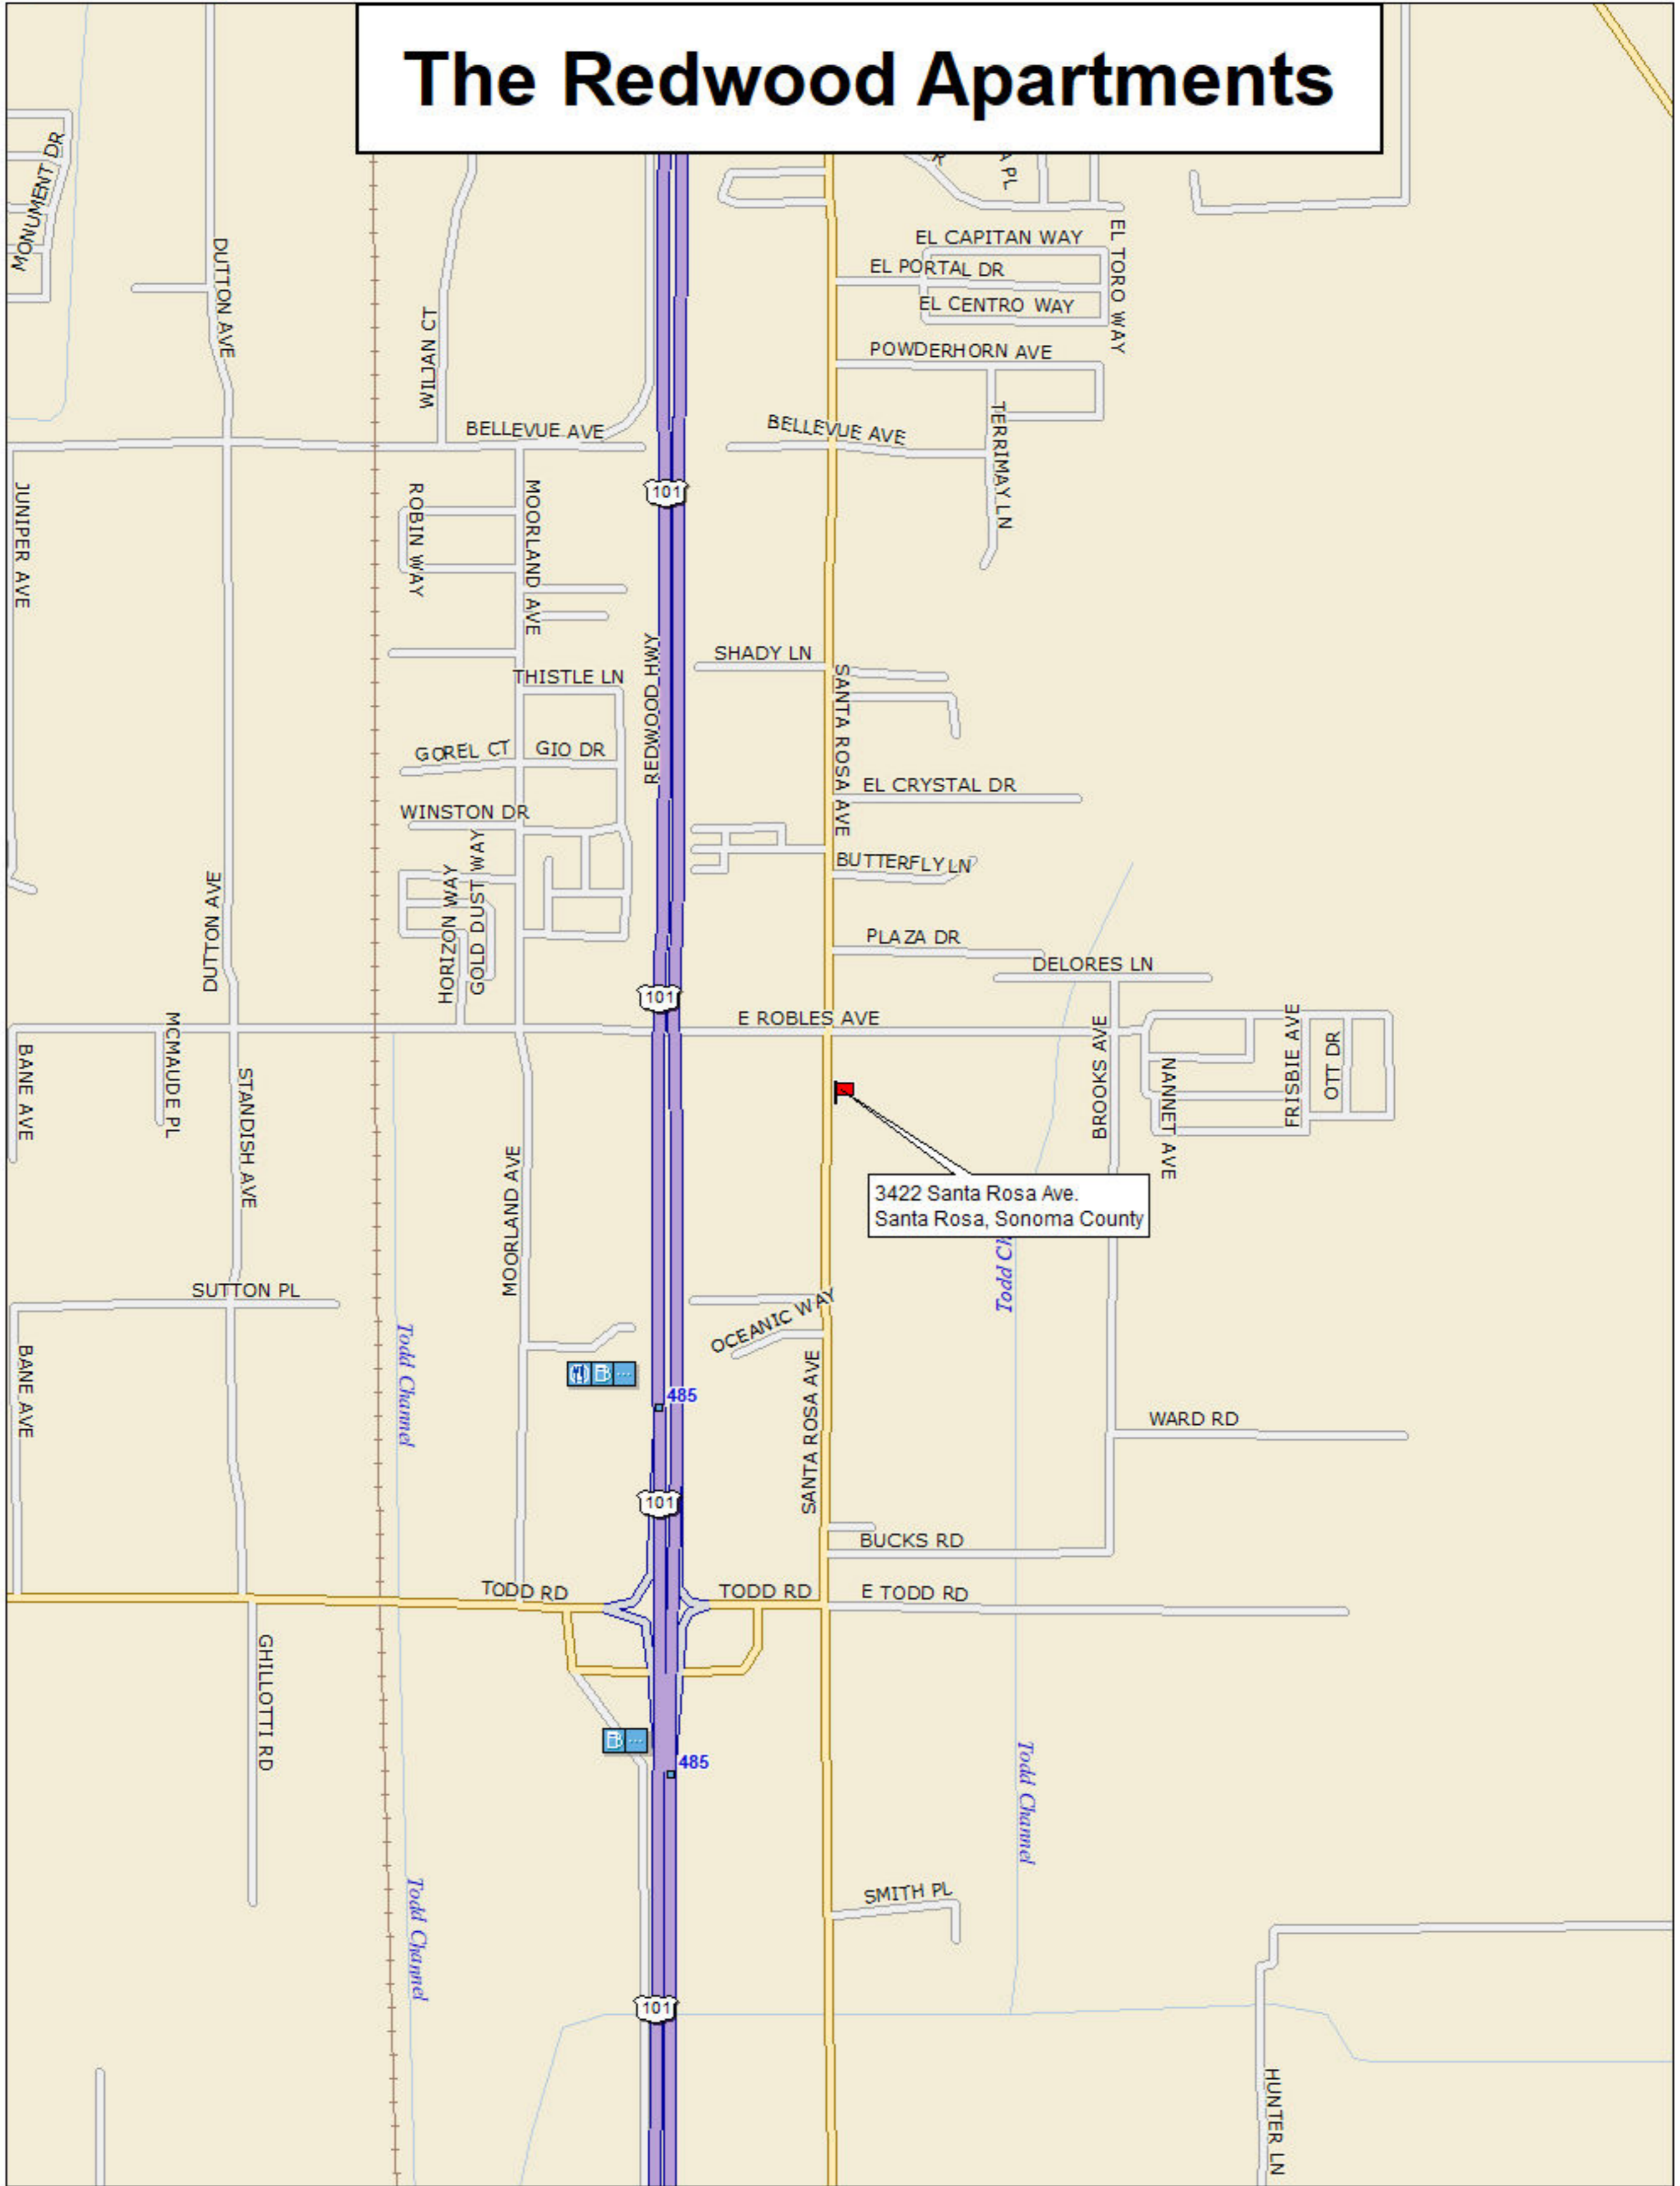 The Redwood Apartments
MONUMENT DR
DUTTON AVE
WILJAN CT
A PL
EL CAPITAN WAY
EL TORO WAY
EL PORTAL DR
EL CENTRO WAY
POWDERHORN AVE
BELLEVUE AVE
BELLEVUE AVE
TERRIMAY LN
JUNIPER AVE
ROBIN WAY
MOORLAND AVE
101
REDWOOD HWY
SHADY LN
SANTA ROSA AVE
THISTLE LN
GOREL CT
GIO DR
EL CRYSTAL DR
WINSTON DR
BUTTERFLY LN
DUTTON AVE
HORIZON WAY
GOLD DUST WAY
PLAZA DR
DELORES LN
101
E ROBLES AVE
MCMAUDE PL
BANE AVE
STANDISH AVE
BROOKS AVE
NANNET AVE
FRISBIE AVE
OTT DR
MOORLAND AVE
3422 Santa Rosa Ave.
Santa Rosa, Sonoma County
Todd Ch
SUTTON PL
OCEANIC WAY
Todd Channel
BANE AVE
485
SANTA ROSA AVE
WARD RD
101
BUCKS RD
TODD RD
TODD RD
E TODD RD
GHILLOTTI RD
485
Todd Channel
Todd Channel
SMITH PL
101
HUNTER LN